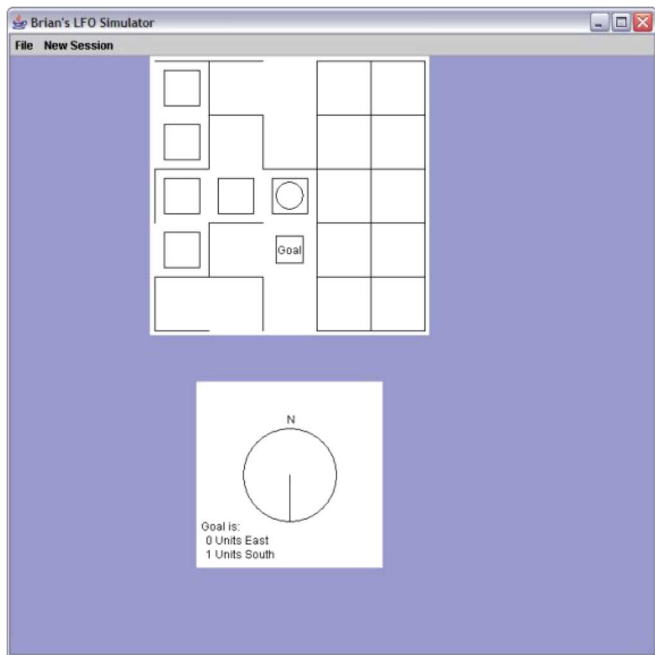 Brian's LFO Simulator
File New Session
Goal
N
Goal is:
0 Units East
1 Units South